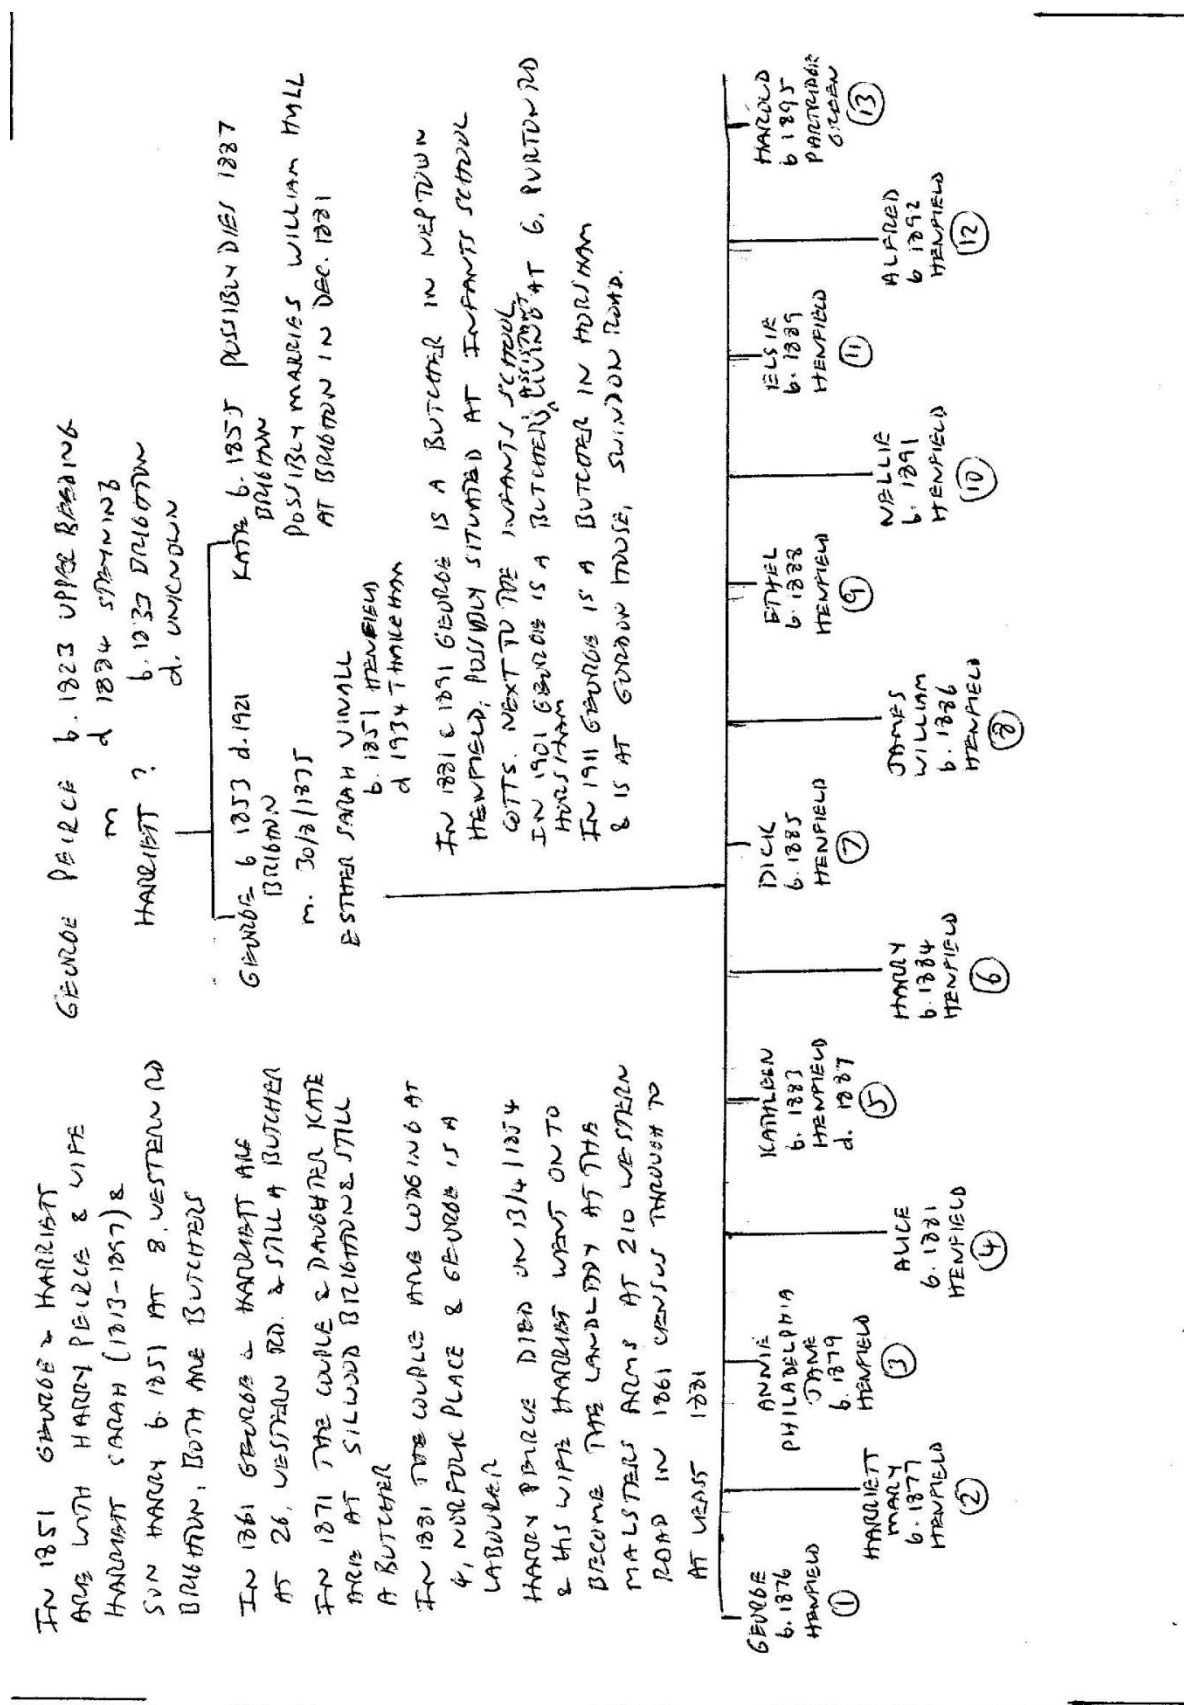 IN 1851 GEORGE & HARRIETT
ARE WITH HARRY PEIRCE & WIFE
HARRIETT SARAH (1813-1897) &
SON HARRY b. 1851 AT 8, WESTERN RD
BRIGHTON, BOTH ARE BUTCHERS
IN 1861 GEORGE & HARRIETT ARE
AT 26, WESTERN RD. & STILL A BUTCHER
IN 1871 THE COUPLE & DAUGHTER KATE
ARE AT SILWOOD BRIGHTON & STILL
A BUTCHER
IN 1881 THE COUPLE ARE LODGING AT
4, NORFOLK PLACE & GEORGE IS A
LABOURER
HARRY PEIRCE DIED ON 13/4/1854
& HIS WIFE HARRIET WENT ON TO
BECOME THE LANDLADY AT THE
MALSTERS ARMS AT 210 WESTERN
ROAD IN 1861 CENSUS THROUGH TO
AT LEAST 1881
GEORGE PEIRCE b. 1823 UPPER BEEDING
d 1884 STEYNING
m
HARRIETT ? b. 1833 BRIGHTON
d. UNKNOWN
GEORGE b 1853 d. 1921
BRIGHTON
m. 30/8/1875
ESTHER SARAH VINALL
b. 1851 HENFIELD
d 1934 THAKEHAM
KATE b. 1855 POSSIBLY DIES 1887
BRIGHTON
POSSIBLY MARRIES WILLIAM HALL
AT BRIGHTON IN DEC. 1881
IN 1881 & 1891 GEORGE IS A BUTCHER IN NEPTOWN
HENFIELD, POSSIBLY SITUATED AT INFANTS SCHOOL
COTTS. NEXT TO THE INFANTS SCHOOL
IN 1901 GEORGE IS A BUTCHER'S ASSISTANT LIVING AT 6, PURTON RD
HORSHAM
IN 1911 GEORGE IS A BUTCHER IN HORSHAM
& IS AT GORDON HOUSE, SWINDON ROAD.
GEORGE
b. 1876
HENFIELD
1
HARRIETT
MARY
b. 1877
HENFIELD
2
ANNIE
PHILADELPHIA
JANE
b. 1879
HENFIELD
3
ALICE
b. 1881
HENFIELD
4
KATHLEEN
b. 1883
HENFIELD
d. 1887
5
HARRY
b. 1884
HENFIELD
6
DICK
b. 1885
HENFIELD
7
JAMES
WILLIAM
b. 1886
HENFIELD
8
ETHEL
b. 1888
HENFIELD
9
NELLIE
b. 1891
HENFIELD
10
ELSIE
b. 1889
HENFIELD
11
ALFRED
b 1892
HENFIELD
12
HAROLD
b 1895
PARTRIDGE
GREEN
13